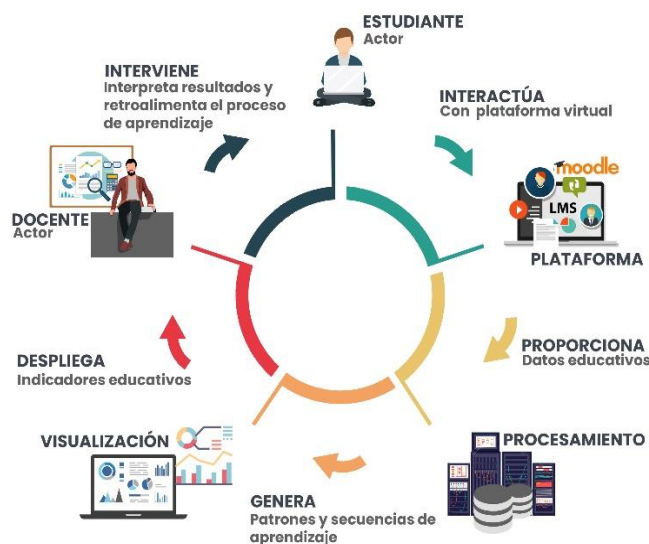 ESTUDIANTE
Actor
INTERACTÚA
Con plataforma virtual
moodle
LMS
PLATAFORMA
PROPORCIONA
Datos educativos
PROCESAMIENTO
GENERA
Patrones y secuencias de
aprendizaje
VISUALIZACIÓN
DESPLIEGA
Indicadores educativos
DOCENTE
Actor
INTERVIENE
Interpreta resultados y
retroalimenta el proceso
de aprendizaje